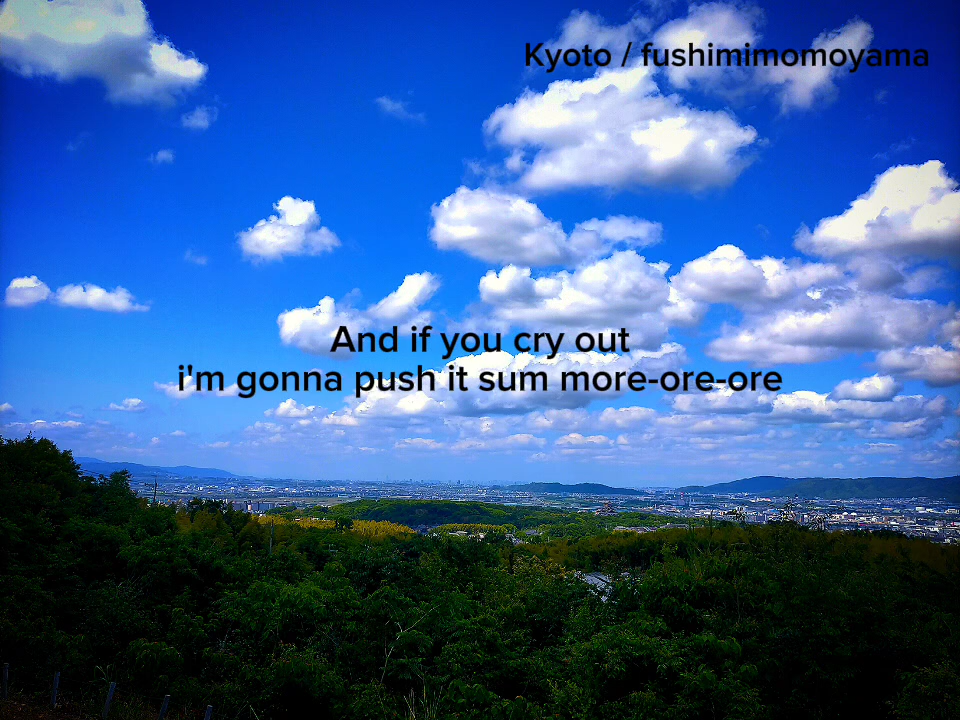 Kyoto / fushimimomoyama
And if you cry out
i'm gonna push it sum more-ore-ore